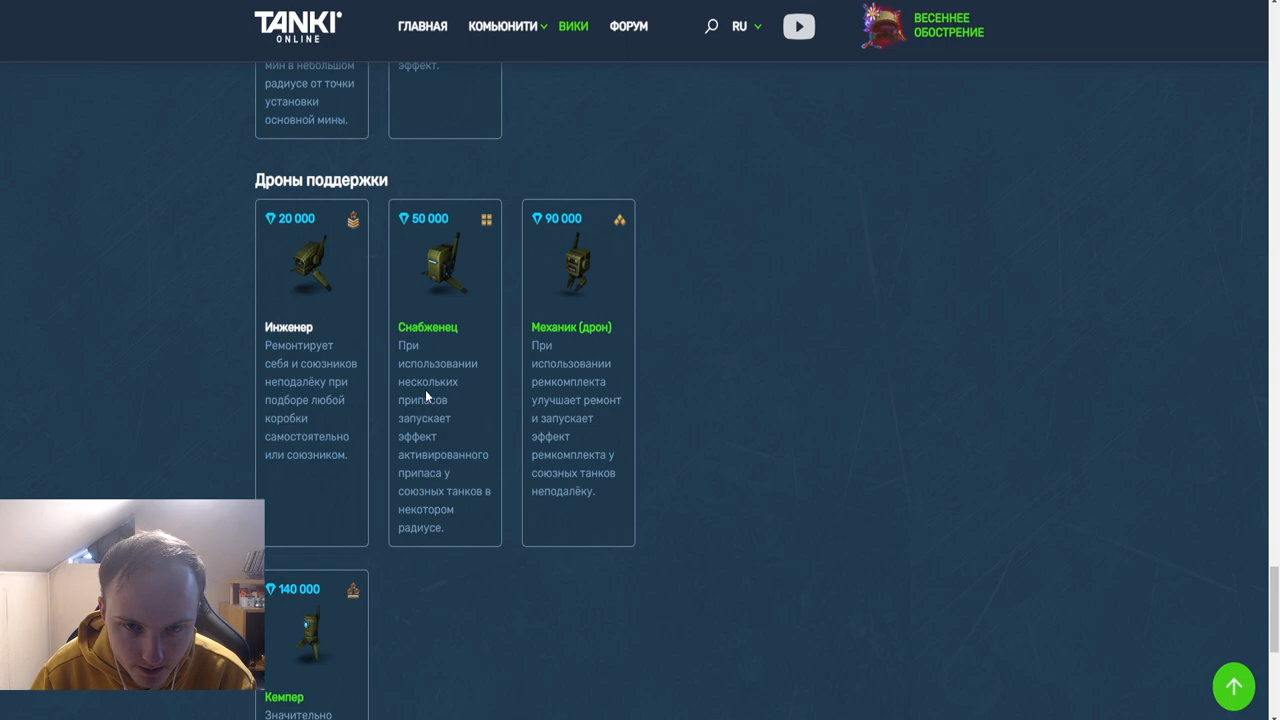 TANKI
ONLINE
ГЛАВНАЯ
КОМЬЮНИТИ
ВИКИ
ФОРУМ
RU
ВЕСЕННЕЕ
ОБОСТРЕНИЕ
мин в небольшом
радиусе от точки
установки
основной мины.
эффект.
Дроны поддержки
20 000
Инженер
Ремонтирует
себя и союзников
неподалёку при
подборе любой
коробки
самостоятельно
или союзником.
50 000
Снабженец
При
использовании
нескольких
припасов
запускает
эффект
активированного
припаса у
союзных танков в
некотором
радиусе.
90 000
Механик (дрон)
При
использовании
ремкомплекта
улучшает ремонт
и запускает
эффект
ремкомплекта у
союзных танков
неподалёку.
140 000
Кемпер
Значительно